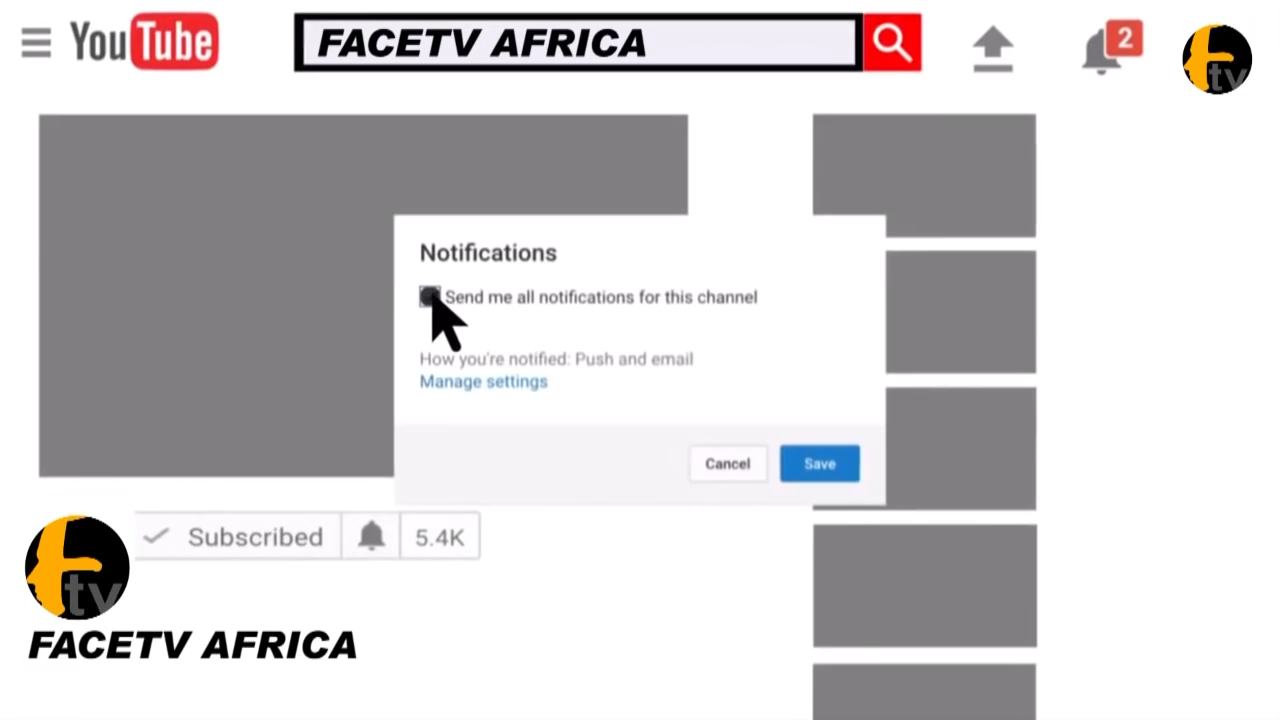 YouTube
FACETV AFRICA
2
tv
Notifications
Send me all notifications for this channel
How you're notified: Push and email
Manage settings
Cancel
Save
Subscribed
5.4K
tv
FACETV AFRICA